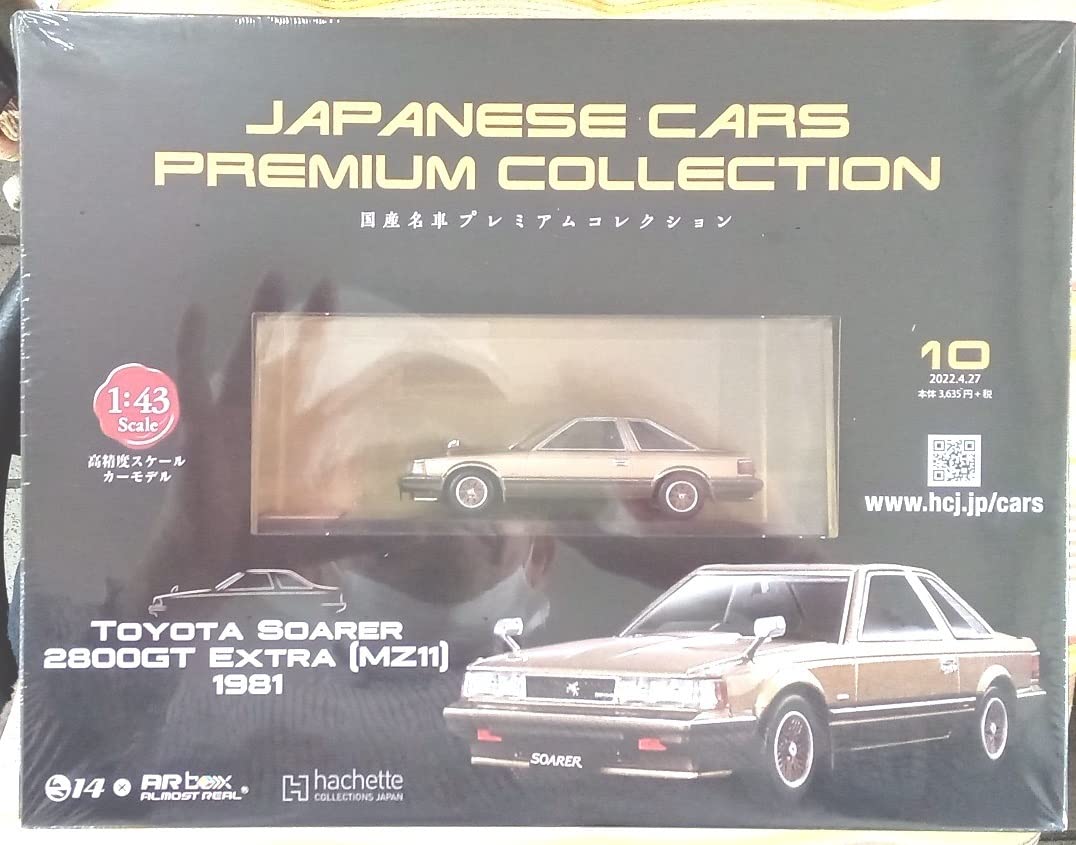 JAPANESE CARS
PREMIUM COLLECTION
国産名車プレミアムコレクション
1:43
Scale
高精度スケール
カーモデル
10
2022.4.27
本体 3,635円+税
www.hcj.jp/cars
TOYOTA SOARER
2800GT EXTRA (MZ11)
1981
SOARER
14 × ARbox
ALMOST REAL®
hachette
COLLECTIONS JAPAN